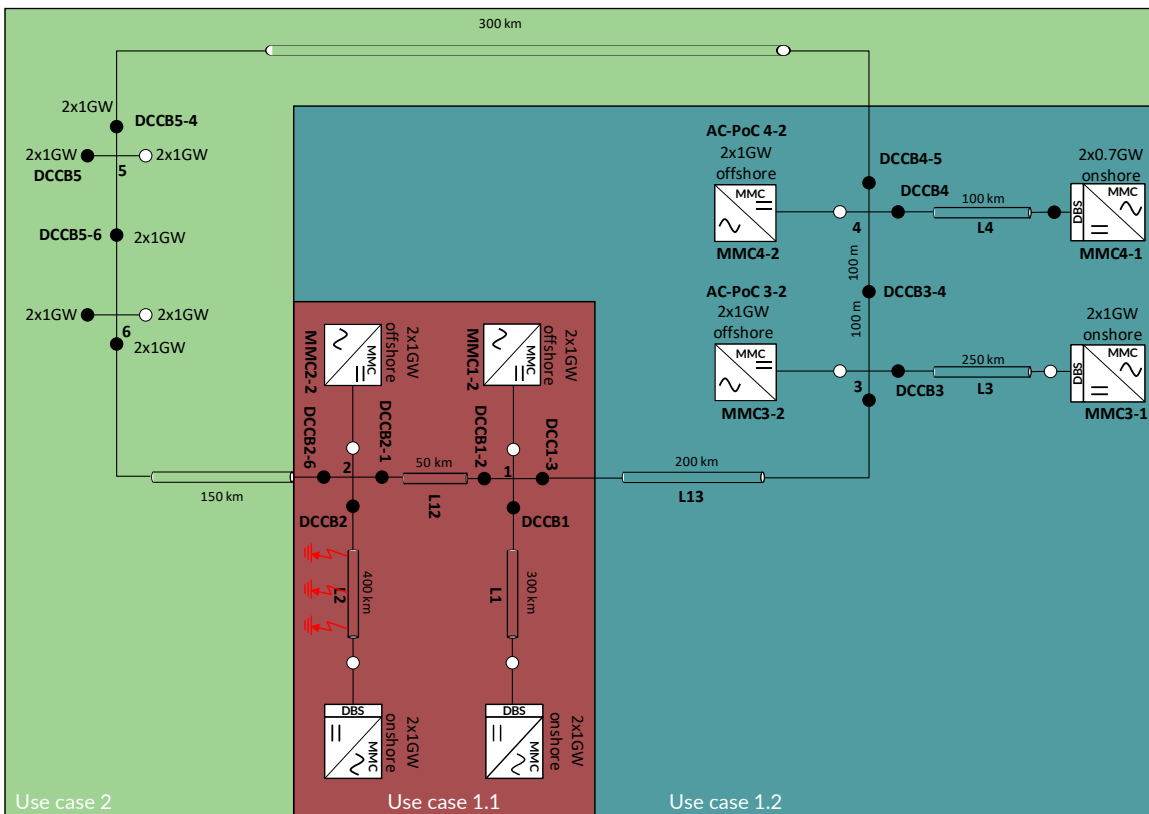 300 km
2x1GW
DCCB5-4
2x1GW
2x1GW
DCCB5
5
DCCB5-6
2x1GW
2x1GW
2x1GW
6
2x1GW
150 km
AC-PoC 4-2
2x1GW
offshore
MMC
MMC4-2
DCCB4-5
DCCB4
4
100 km
L4
2x0.7GW
onshore
DBS
MMC
MMC4-1
100 m
DCCB3-4
100 m
AC-PoC 3-2
2x1GW
offshore
MMC
MMC3-2
3
DCCB3
250 km
L3
2x1GW
onshore
DBS
MMC
MMC3-1
MMC2-2
MMC
offshore
2x1GW
MMC1-2
MMC
offshore
2x1GW
DCCB2-6
2
DCCB2-1
50 km
L12
DCCB1-2
1
DCC1-3
200 km
L13
DCCB2
DCCB1
L2
400 km
L1
300 km
DBS
MMC
onshore
2x1GW
DBS
MMC
onshore
2x1GW
Use case 2
Use case 1.1
Use case 1.2